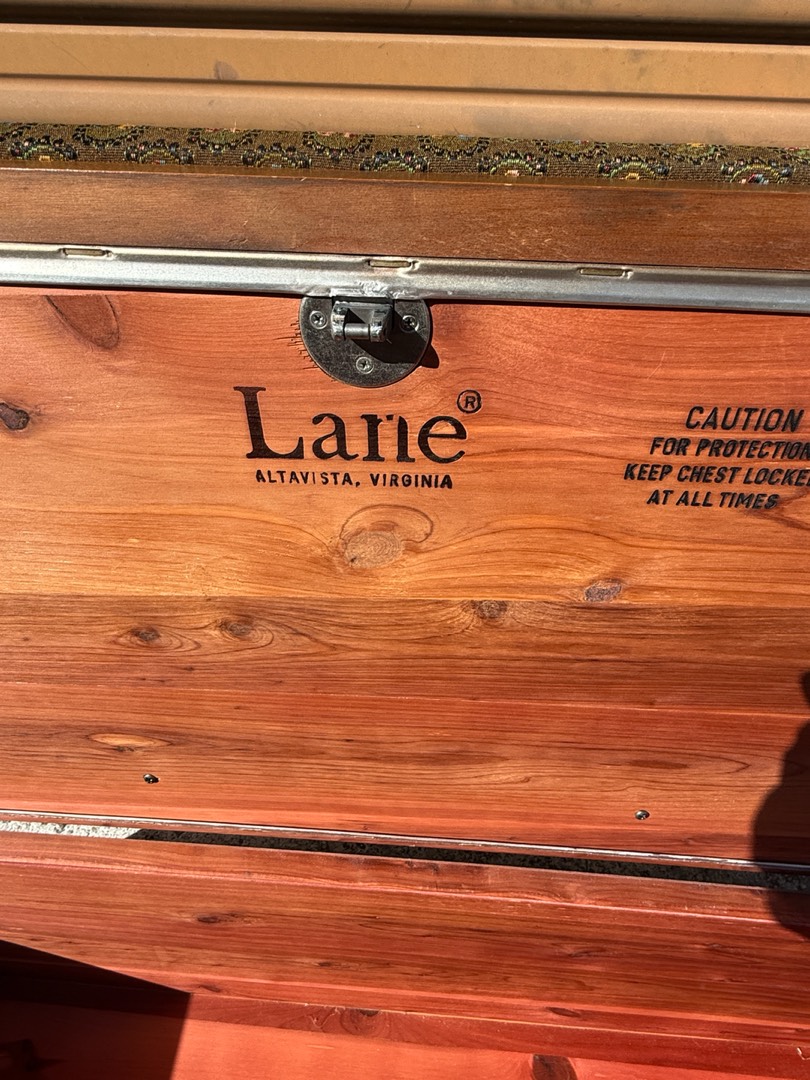 Lane®
ALTAVISTA, VIRGINIA
CAUTION
FOR PROTECTION
KEEP CHEST LOCKED
AT ALL TIMES